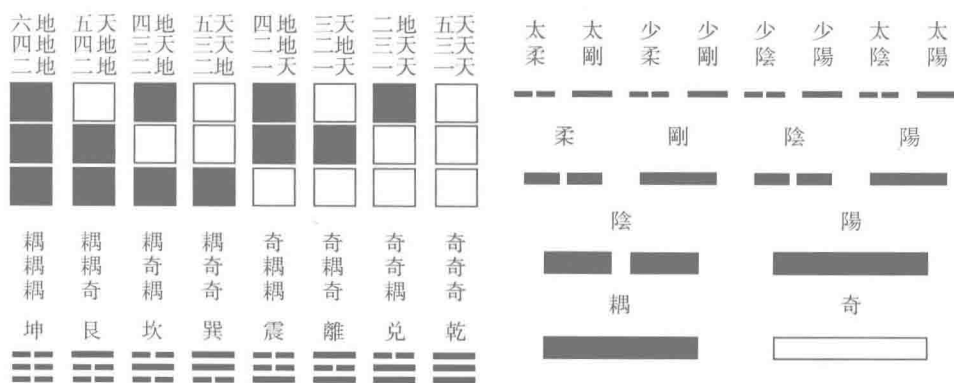 六地 五天 四地 五天 四地 三天 二地 五天
四地 四地 三天 三天 二地 二地 三天 三天
二地 二地 二地 二地 一天 一天 一天 一天
耦 耦 耦 耦 奇 奇 奇 奇
耦 耦 奇 奇 耦 耦 奇 奇
耦 奇 耦 奇 耦 奇 耦 奇
坤 艮 坎 巽 震 離 兑 乾
太 太 少 少 少 少 太 太
柔 剛 柔 剛 陰 陽 陰 陽
柔 剛 陰 陽
陰 陽
耦 奇